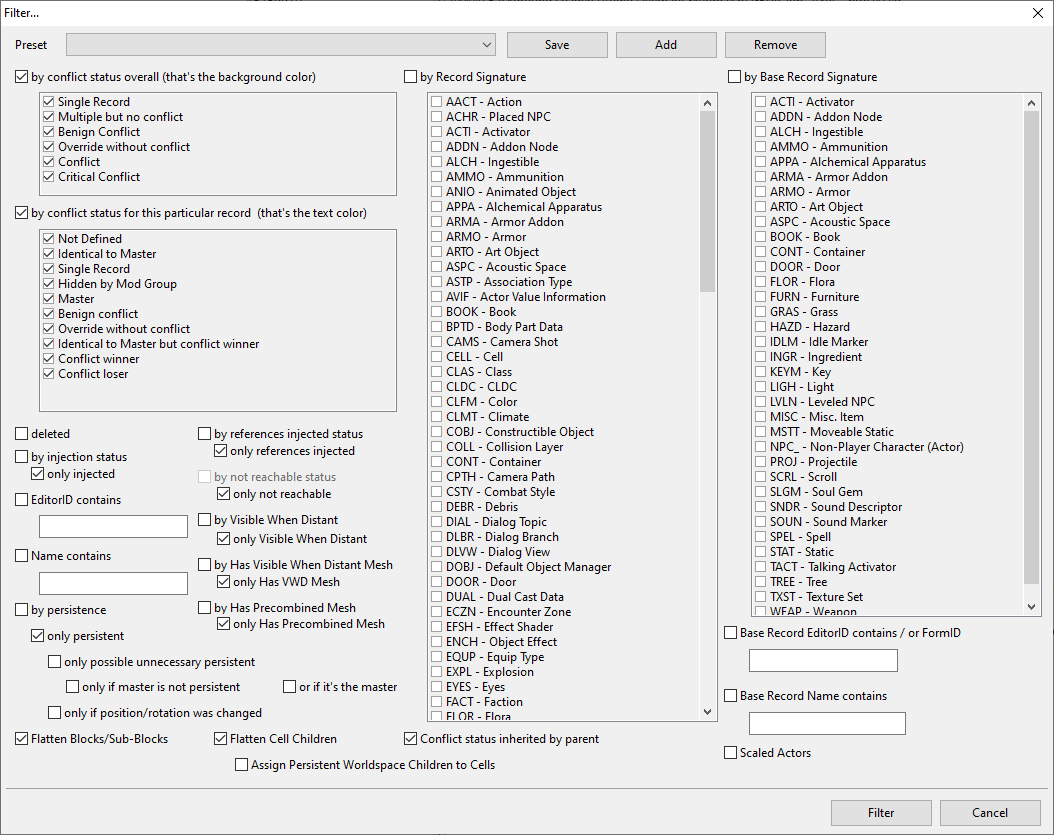 Filter...
Preset
Save
Add
Remove
by conflict status overall (that's the background color)
Single Record
Multiple but no conflict
Benign Conflict
Override without conflict
Conflict
Critical Conflict
by conflict status for this particular record (that's the text color)
Not Defined
Identical to Master
Single Record
Hidden by Mod Group
Master
Benign conflict
Override without conflict
Identical to Master but conflict winner
Conflict winner
Conflict loser
deleted
by injection status
only injected
EditorID contains
Name contains
by persistence
only persistent
only possible unnecessary persistent
only if master is not persistent
or if it's the master
only if position/rotation was changed
by references injected status
only references injected
by not reachable status
only not reachable
by Visible When Distant
only Visible When Distant
by Has Visible When Distant Mesh
only Has VWD Mesh
by Has Precombined Mesh
only Has Precombined Mesh
Flatten Blocks/Sub-Blocks
Flatten Cell Children
Assign Persistent Worldspace Children to Cells
by Record Signature
AACT - Action
ACHR - Placed NPC
ACTI - Activator
ADDN - Addon Node
ALCH - Ingestible
AMMO - Ammunition
ANIO - Animated Object
APPA - Alchemical Apparatus
ARMA - Armor Addon
ARMO - Armor
ARTO - Art Object
ASPC - Acoustic Space
ASTP - Association Type
AVIF - Actor Value Information
BOOK - Book
BPTD - Body Part Data
CAMS - Camera Shot
CELL - Cell
CLAS - Class
CLDC - CLDC
CLFM - Color
CLMT - Climate
COBJ - Constructible Object
COLL - Collision Layer
CONT - Container
CPTH - Camera Path
CSTY - Combat Style
DEBR - Debris
DIAL - Dialog Topic
DLBR - Dialog Branch
DLVW - Dialog View
DOBJ - Default Object Manager
DOOR - Door
DUAL - Dual Cast Data
ECZN - Encounter Zone
EFSH - Effect Shader
ENCH - Object Effect
EQUP - Equip Type
EXPL - Explosion
EYES - Eyes
FACT - Faction
FLOR - Flora
Conflict status inherited by parent
by Base Record Signature
ACTI - Activator
ADDN - Addon Node
ALCH - Ingestible
AMMO - Ammunition
APPA - Alchemical Apparatus
ARMA - Armor Addon
ARMO - Armor
ARTO - Art Object
ASPC - Acoustic Space
BOOK - Book
CONT - Container
DOOR - Door
FLOR - Flora
FURN - Furniture
GRAS - Grass
HAZD - Hazard
IDLM - Idle Marker
INGR - Ingredient
KEYM - Key
LIGH - Light
LVLN - Leveled NPC
MISC - Misc. Item
MSTT - Moveable Static
NPC_ - Non-Player Character (Actor)
PROJ - Projectile
SCRL - Scroll
SLGM - Soul Gem
SNDR - Sound Descriptor
SOUN - Sound Marker
SPEL - Spell
STAT - Static
TACT - Talking Activator
TREE - Tree
TXST - Texture Set
WEAP - Weapon
Base Record EditorID contains / or FormID
Base Record Name contains
Scaled Actors
Filter
Cancel